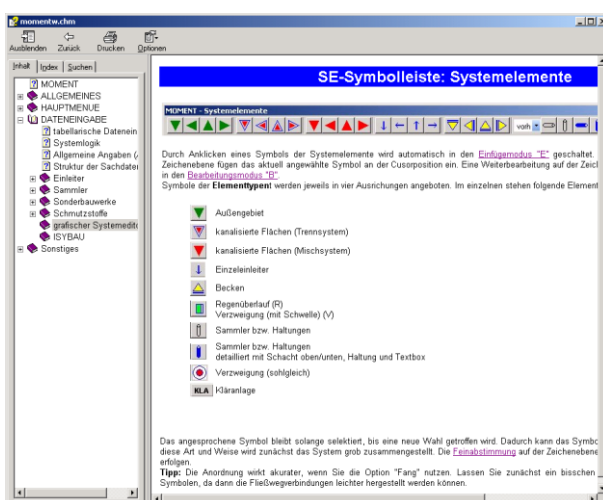 momentw.chm
Ausblenden Zurück Drucken Optionen
Inhalt Index Suchen
MOMENT
ALLGEMEINES
HAUPTMENUE
DATENEINGABE
tabellarische Datenein
Systemlogik
Allgemeine Angaben (
Struktur der Sachdater
Einleiter
Sammler
Sonderbauwerke
Schmutzstoffe
grafischer Systemedito
ISYBAU
Sonstiges
SE-Symbolleiste: Systemelemente
MOMENT - Systemelemente
vorh
Durch Anklicken eines Symbols der Systemelemente wird automatisch in den Einfügemodus "E" geschaltet.
Zeichenebene fügen das aktuell angewählte Symbol an der Cusorposition ein. Eine Weiterbearbeitung auf der Zeicl
in den Bearbeitungsmodus "B".
Symbole der Elementtypent werden jeweils in vier Ausrichungen angeboten. Im einzelnen stehen folgende Element
Außengebiet
kanalisierte Flächen (Trennsystem)
kanalisierte Flächen (Mischsystem)
Einzeleinleiter
Becken
Regenüberlauf (R)
Verzweigung (mit Schwelle) (V)
Sammler bzw. Haltungen
Sammler bzw. Haltungen
detailliert mit Schacht oben/unten, Haltung und Textbox
Verzweigung (sohlgleich)
KLA Kläranlage
Das angesprochene Symbol bleibt solange selektiert, bis eine neue Wahl getroffen wird. Dadurch kann das Symbo
diese Art und Weise wird zunächst das System grob zusammengestellt. Die Feinabstimmung auf der Zeichenebene
erfolgen.
Tipp: Die Anordnung wirkt akurater, wenn Sie die Option "Fang" nutzen. Lassen Sie zunächst ein bisschen
Symbolen, da dann die Fließwegverbindungen leichter hergestellt werden können.